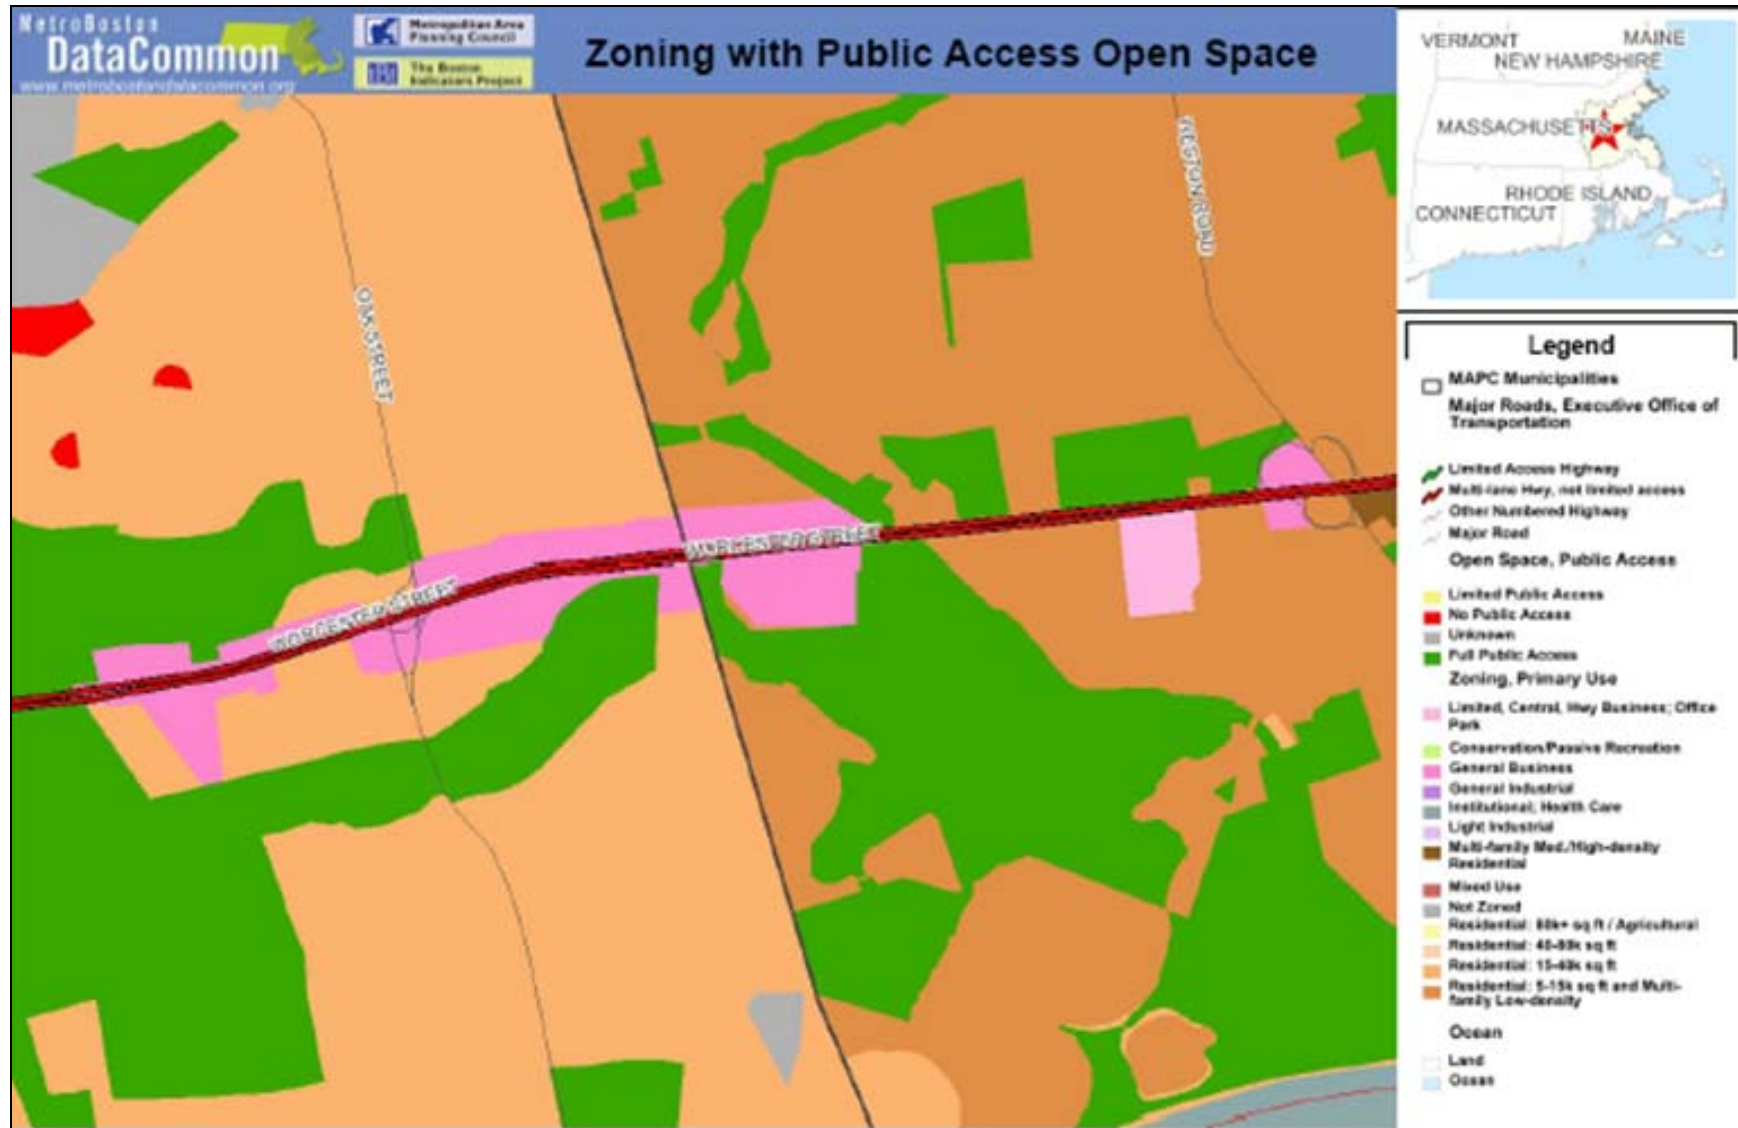 MetroBoston
DataCommon
www.metrobostondatacommon.org
Metropolitan Area
Planning Council
The Boston
Indicators Project
Zoning with Public Access Open Space
VERMONT
MAINE
NEW HAMPSHIRE
MASSACHUSETTS
RHODE ISLAND
CONNECTICUT
OAK STREET
WESTON ROAD
WORCESTER STREET
WORCESTER STREET
Legend
MAPC Municipalities
Major Roads, Executive Office of
Transportation
Limited Access Highway
Multi-lane Hwy, not limited access
Other Numbered Highway
Major Road
Open Space, Public Access
Limited Public Access
No Public Access
Unknown
Full Public Access
Zoning, Primary Use
Limited, Central, Hwy Business; Office
Park
Conservation/Passive Recreation
General Business
General Industrial
Institutional; Health Care
Light Industrial
Multi-family Med./High-density
Residential
Mixed Use
Not Zoned
Residential: 80k+ sq ft / Agricultural
Residential: 40-80k sq ft
Residential: 15-40k sq ft
Residential: 5-15k sq ft and Multi-
family Low-density
Ocean
Land
Ocean